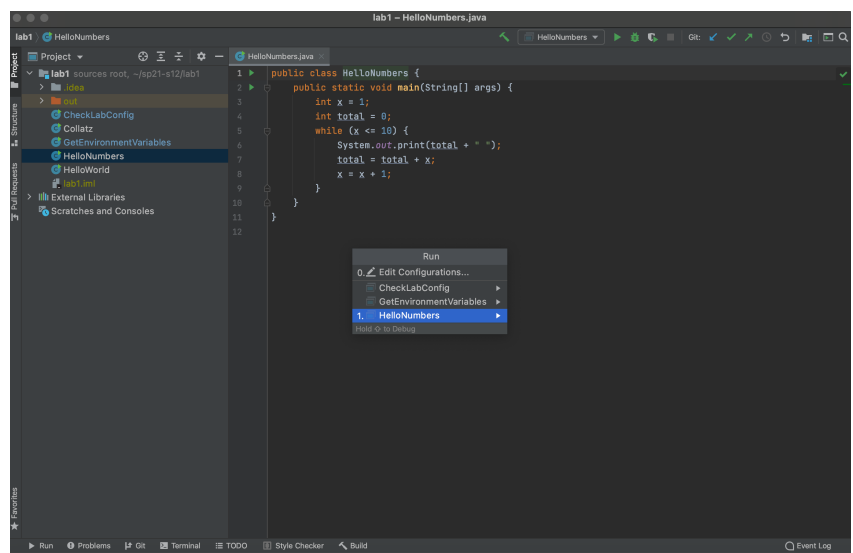 lab1 – HelloNumbers.java
lab1 HelloNumbers
HelloNumbers
Git:
Project
Structure
Pull Requests
Favorites
Project
lab1 sources root, ~/sp21-s12/lab1
.idea
out
CheckLabConfig
Collatz
GetEnvironmentVariables
HelloNumbers
HelloWorld
lab1.iml
External Libraries
Scratches and Consoles
HelloNumbers.java
1 public class HelloNumbers {
2 public static void main(String[] args) {
3 int x = 1;
4 int total = 0;
5 while (x <= 10) {
6 System.out.print(total + " ");
7 total = total + x;
8 x = x + 1;
9 }
10 }
11 }
12
Run
0. Edit Configurations...
CheckLabConfig
GetEnvironmentVariables
1. HelloNumbers
Hold ⇧ to Debug
Run Problems Git Terminal TODO Style Checker Build Event Log